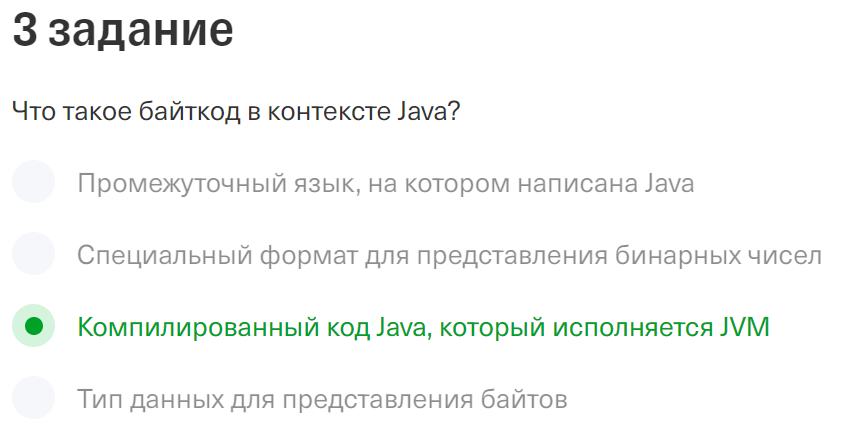 3 задание
Что такое байткод в контексте Java?
Промежуточный язык, на котором написана Java
Специальный формат для представления бинарных чисел
Компилированный код Java, который исполняется JVM
Тип данных для представления байтов